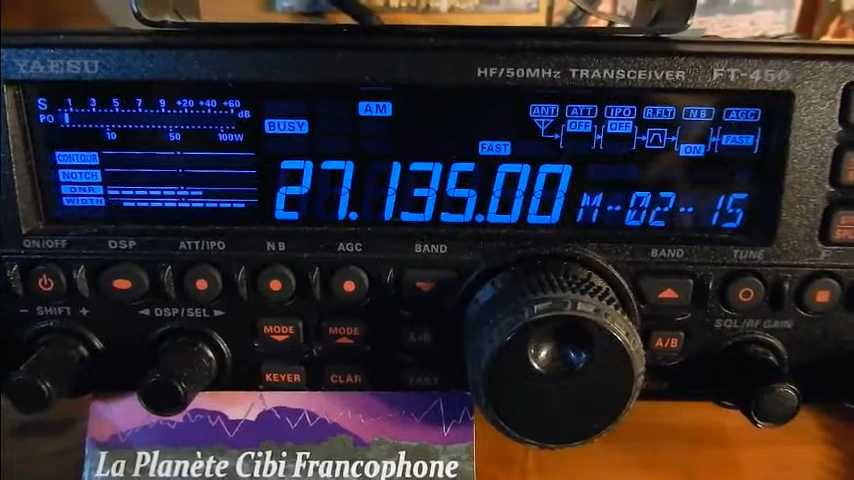 YAESU
HF/50MHz TRANSCEIVER FT-450
S 1 3 5 7 9 +20 +40 +60 dB
PO 10 50 100W
BUSY
AM
ANT ATT IPO R.FLT NB AGC
OFF OFF ON FAST
FAST
CONTOUR
NOTCH
DNR
WIDTH
27.135.00
M-02-15
ON/OFF DSP ATT/IPO NB AGC BAND BAND TUNE
- SHIFT + ◄DSP/SEL► MODE MODE A▸B A/B SQL/RF GAIN
KEYER CLAR FAST
La Planète Cibi Francophone